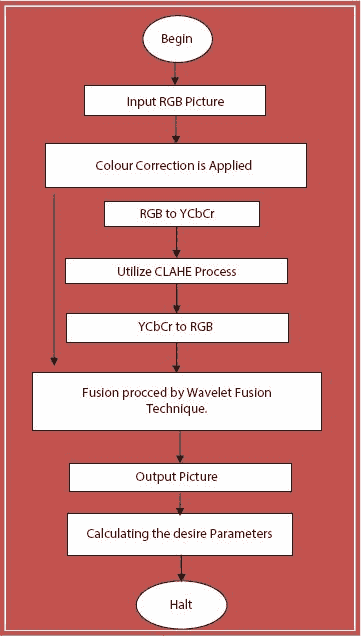 Begin
Input RGB Picture
Colour Correction is Applied
RGB to YCbCr
Utilize CLAHE Process
YCbCr to RGB
Fusion procced by Wavelet Fusion
Technique.
Output Picture
Calculating the desire Parameters
Halt